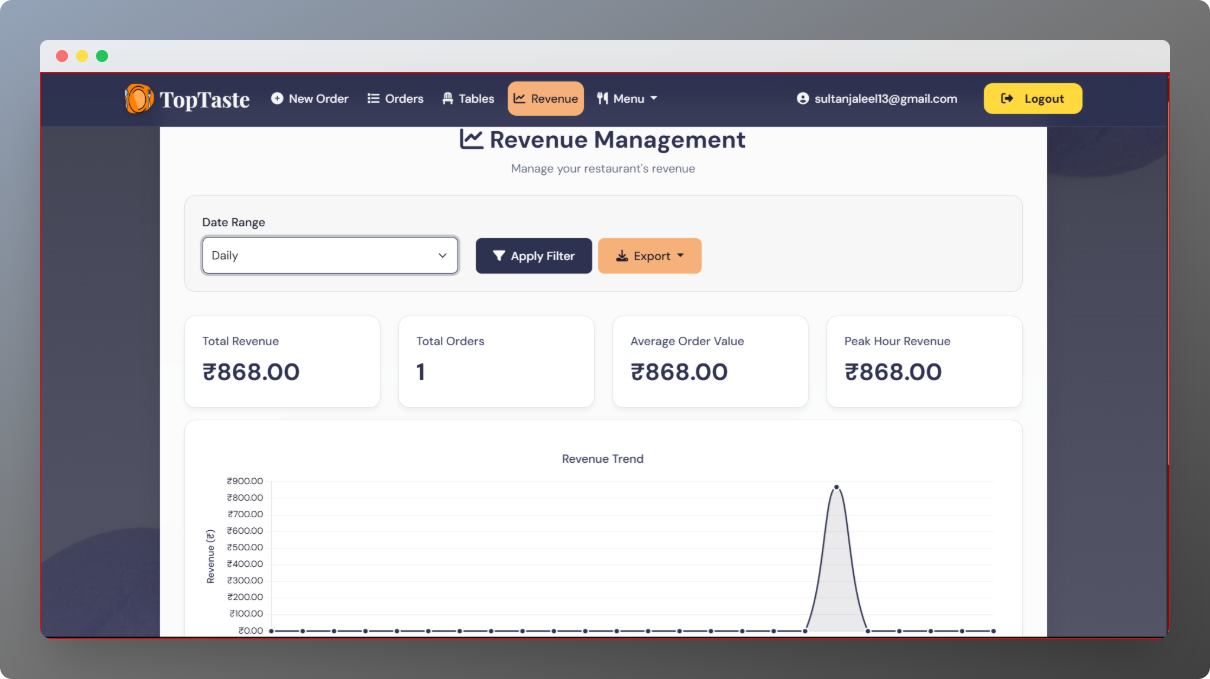 TopTaste New Order Orders Tables Revenue Menu sultanjaleel13@gmail.com Logout
Revenue Management
Manage your restaurant's revenue
Date Range
Daily Apply Filter Export
Total Revenue Total Orders Average Order Value Peak Hour Revenue
₹868.00 1 ₹868.00 ₹868.00
Revenue Trend
Revenue (₹)
₹900.00
₹800.00
₹700.00
₹600.00
₹500.00
₹400.00
₹300.00
₹200.00
₹100.00
₹0.00